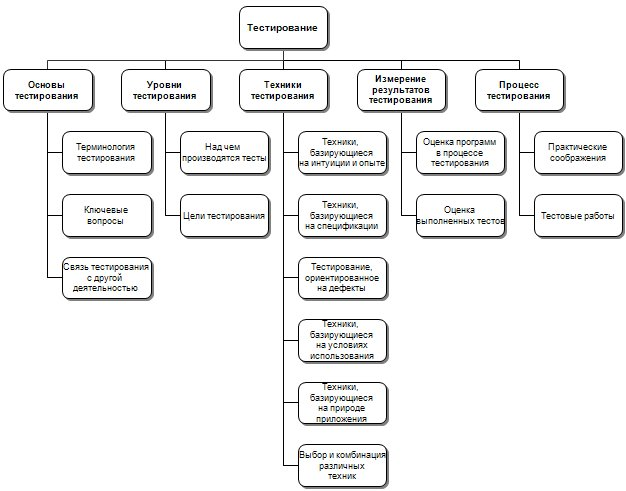 Тестирование
Основы
тестирования
Уровни
тестирования
Техники
тестирования
Измерение
результатов
тестирования
Процесс
тестирования
Терминология
тестирования
Ключевые
вопросы
Связь тестирования
с другой
деятельностью
Над чем
производятся тесты
Цели тестирования
Техники,
базирующиеся
на интуиции и опыте
Техники,
базирующиеся
на спецификации
Тестирование,
ориентированное
на дефекты
Техники,
базирующиеся
на условиях
использования
Техники,
базирующиеся
на природе
приложения
Выбор и комбинация
различных
техник
Оценка программ
в процессе
тестирования
Оценка
выполненных тестов
Практические
соображения
Тестовые работы